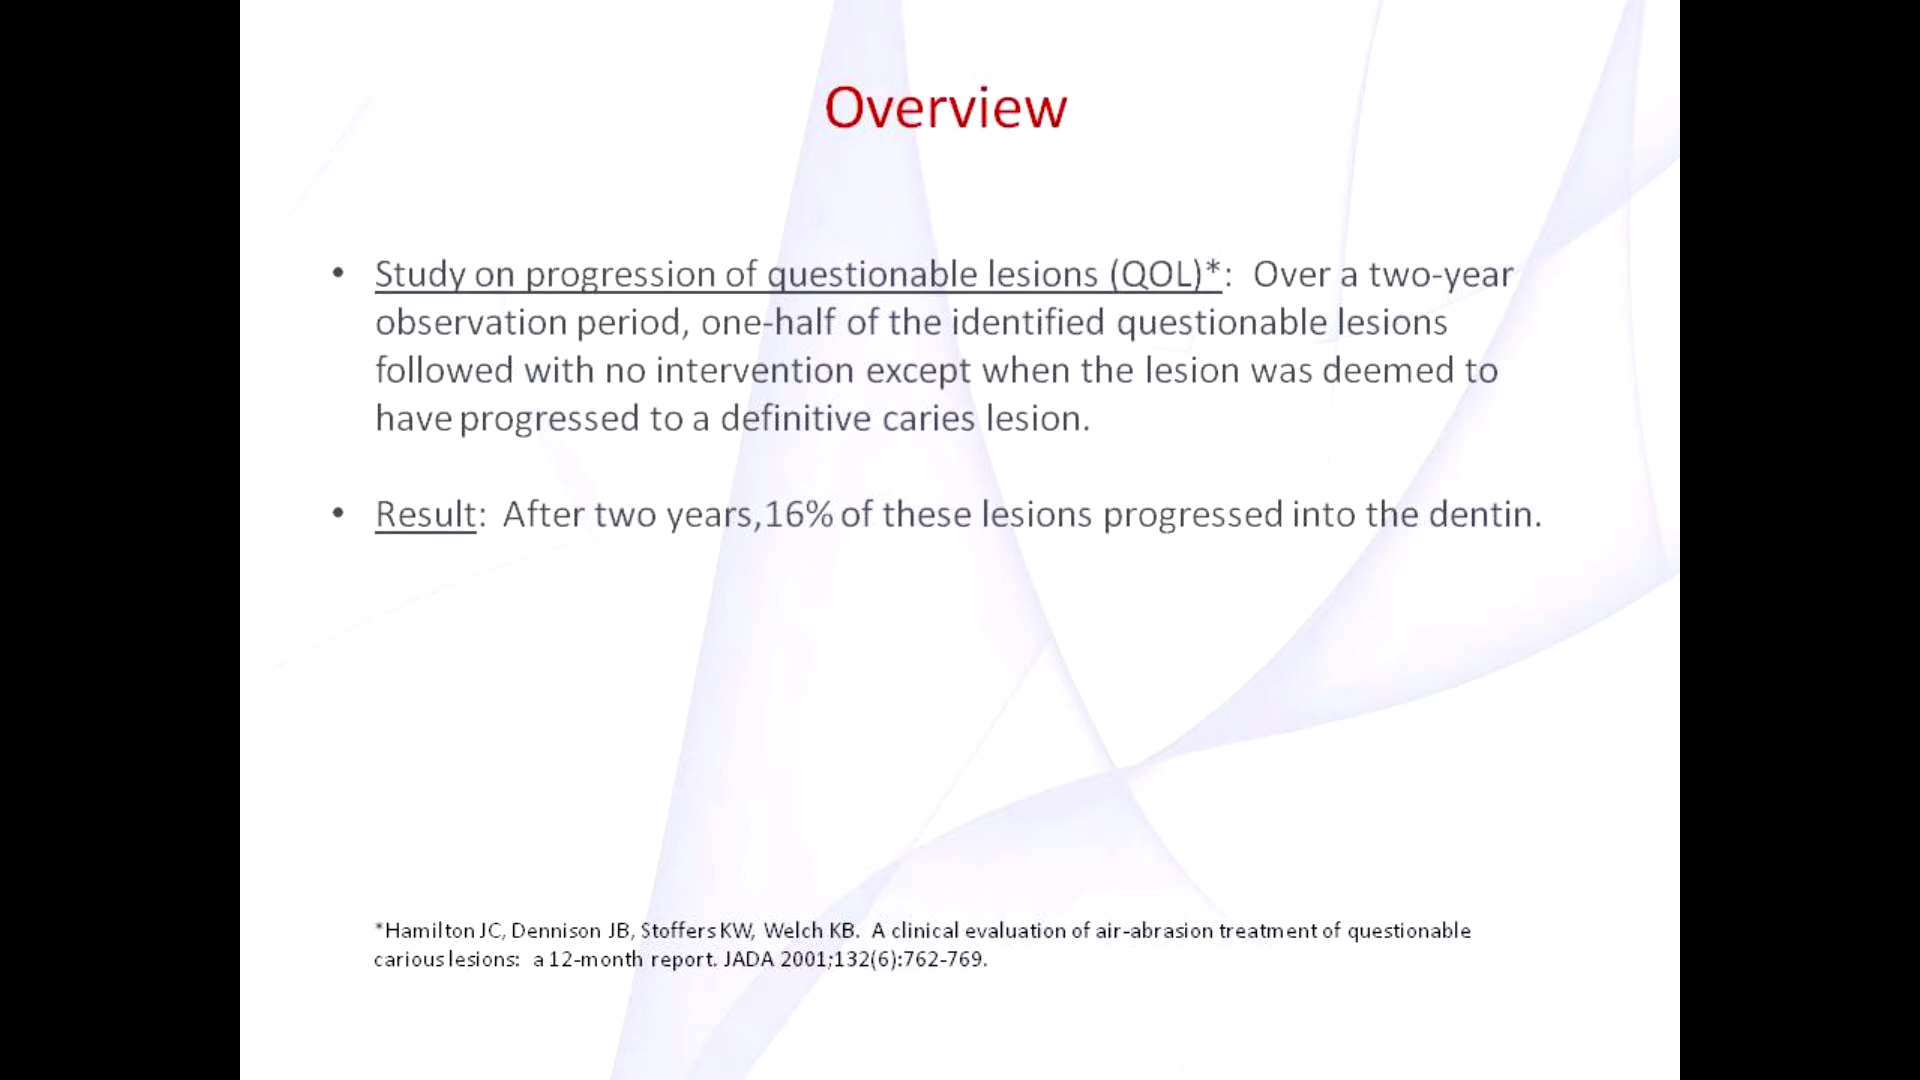 Overview
• Study on progression of questionable lesions (QOL)*: Over a two-year
observation period, one-half of the identified questionable lesions
followed with no intervention except when the lesion was deemed to
have progressed to a definitive caries lesion.
• Result: After two years,16% of these lesions progressed into the dentin.
*Hamilton JC, Dennison JB, Stoffers KW, Welch KB. A clinical evaluation of air-abrasion treatment of questionable
carious lesions: a 12-month report. JADA 2001;132(6):762-769.